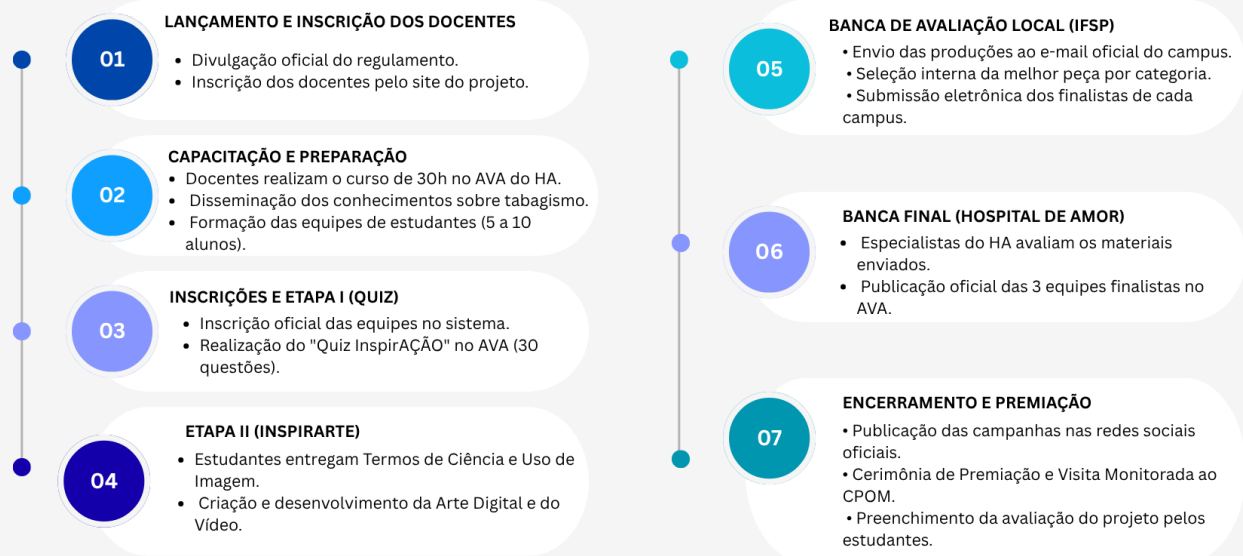 01
LANÇAMENTO E INSCRIÇÃO DOS DOCENTES
• Divulgação oficial do regulamento.
• Inscrição dos docentes pelo site do projeto.
02
CAPACITAÇÃO E PREPARAÇÃO
• Docentes realizam o curso de 30h no AVA do HA.
• Disseminação dos conhecimentos sobre tabagismo.
• Formação das equipes de estudantes (5 a 10
alunos).
03
INSCRIÇÕES E ETAPA I (QUIZ)
• Inscrição oficial das equipes no sistema.
• Realização do "Quiz InspirAÇÃO" no AVA (30
questões).
04
ETAPA II (INSPIRARTE)
• Estudantes entregam Termos de Ciência e Uso de
Imagem.
• Criação e desenvolvimento da Arte Digital e do
Vídeo.
05
BANCA DE AVALIAÇÃO LOCAL (IFSP)
• Envio das produções ao e-mail oficial do campus.
• Seleção interna da melhor peça por categoria.
• Submissão eletrônica dos finalistas de cada
campus.
06
BANCA FINAL (HOSPITAL DE AMOR)
• Especialistas do HA avaliam os materiais
enviados.
• Publicação oficial das 3 equipes finalistas no
AVA.
07
ENCERRAMENTO E PREMIAÇÃO
• Publicação das campanhas nas redes sociais
oficiais.
• Cerimônia de Premiação e Visita Monitorada ao
CPOM.
• Preenchimento da avaliação do projeto pelos
estudantes.